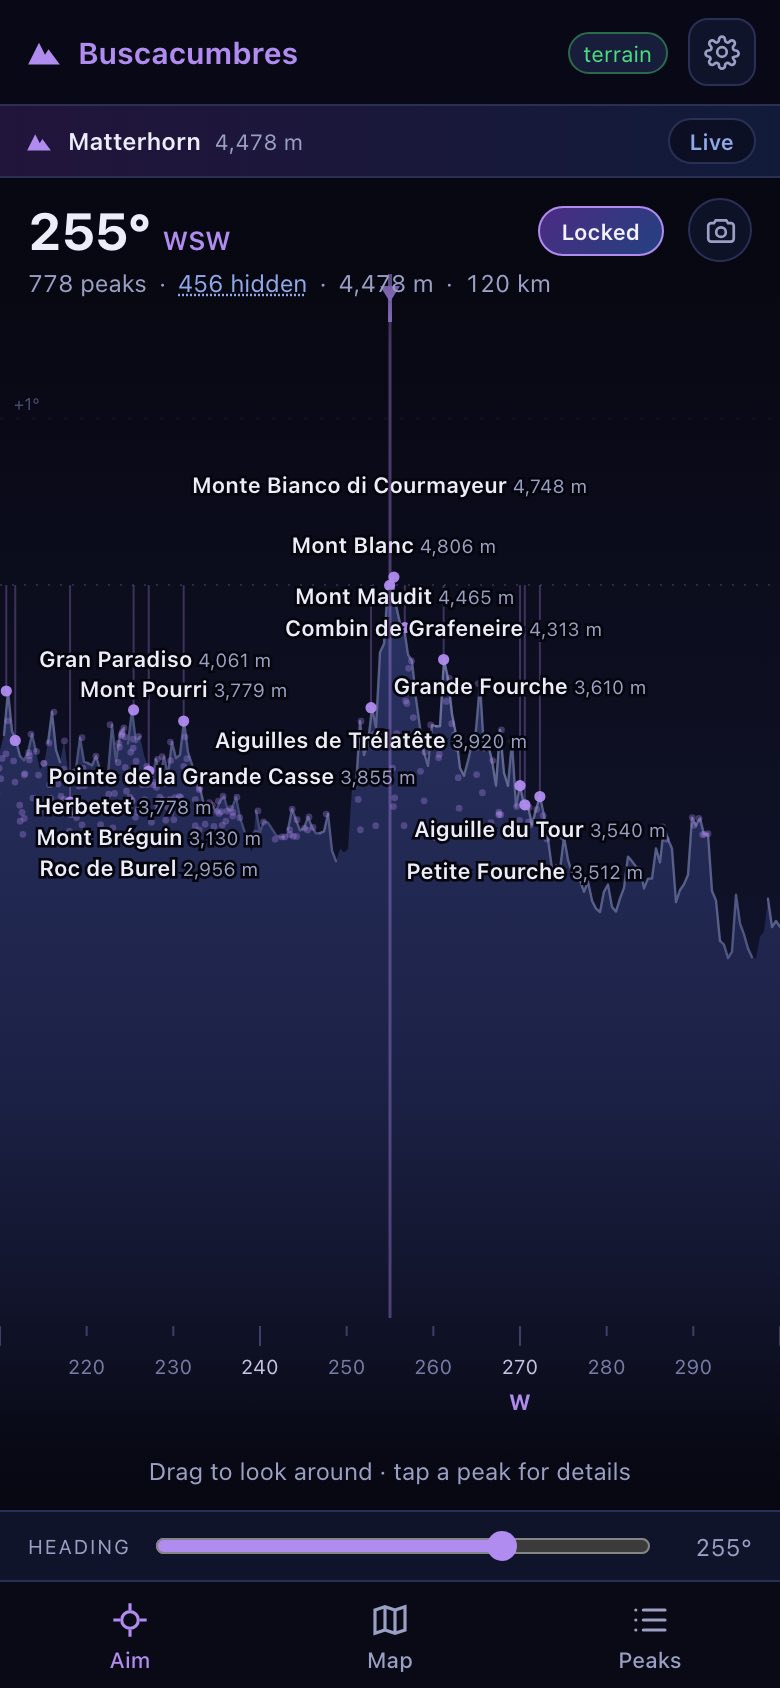 Buscacumbres
terrain
Matterhorn 4,478 m
Live
255° WSW
Locked
778 peaks · 456 hidden · 4,478 m · 120 km
+1°
Monte Bianco di Courmayeur 4,748 m
Mont Blanc 4,806 m
Mont Maudit 4,465 m
Combin de Grafeneire 4,313 m
Gran Paradiso 4,061 m
Mont Pourri 3,779 m
Grande Fourche 3,610 m
Aiguilles de Trélatête 3,920 m
Pointe de la Grande Casse 3,855 m
Herbetet 3,778 m
Aiguille du Tour 3,540 m
Mont Bréguin 3,130 m
Roc de Burel 2,956 m
Petite Fourche 3,512 m
220 230 240 250 260 270 280 290
W
Drag to look around · tap a peak for details
HEADING 255°
Aim Map Peaks